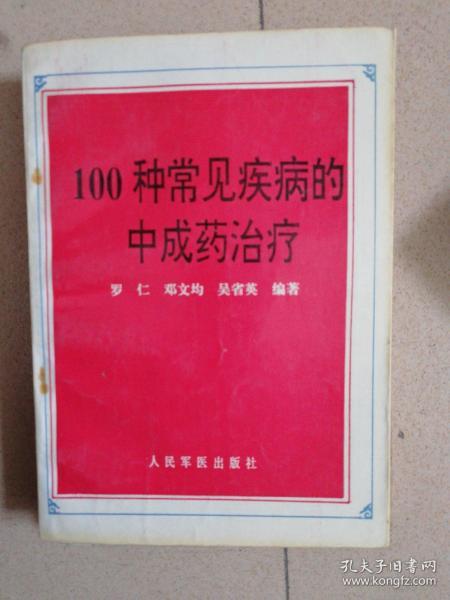 100 种常见疾病的
中成药治疗
罗 仁 邓文均 吴省英 编著
人民军医出版社
孔夫子旧书网
www.kongfz.com